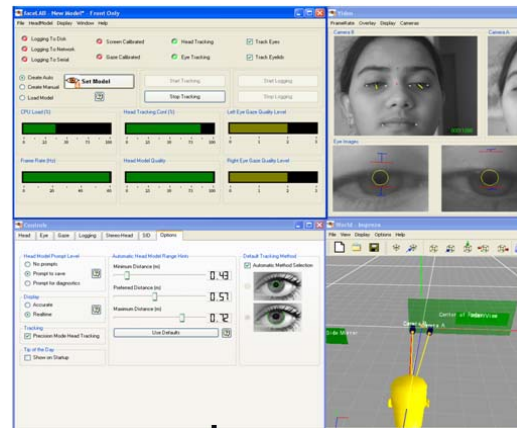 faceLAB - New Model* - Front Only
File HeadModel Display Window Help
Logging To Disk
Logging To Network
Logging To Serial
Screen Calibrated
Gaze Calibrated
Head Tracking
Eye Tracking
Track Eyes
Track Eyelids
Create Auto
Create Manual
Load Model
Set Model
Start Tracking
Stop Tracking
Start Logging
Stop Logging
CPU Load (%)
Head Tracking Conf (%)
Left Eye Gaze Quality Level
Frame Rate (Hz)
Head Model Quality
Right Eye Gaze Quality Level
Video
FrameRate Overlay Display Cameras
Camera B
Camera A
Eye Images
Controls
Head Eye Gaze Logging Stereo-Head SID Options
Head Model Prompt Level
No prompts
Prompt to save
Prompt for diagnostics
Display
Accurate
Realtime
Tracking
Precision Mode Head Tracking
Tip of the Day
Show on Startup
Automatic Head Model Range Hints
Minimum Distance (m)
0.43
Preferred Distance (m)
0.57
Maximum Distance (m)
0.72
Use Defaults
Default Tracking Method
Automatic Method Selection
File View Display Options Help
Camera A